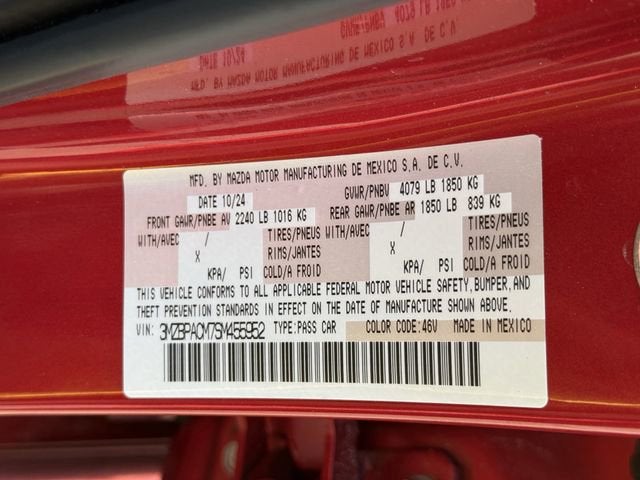 MFD. BY MAZDA MOTOR MANUFACTURING DE MEXICO S.A. DE C.V.
DATE 10/24 GVWR/PNBV 4079 LB 1850 KG
FRONT GAWR/PNBE AV 2240 LB 1016 KG REAR GAWR/PNBE AR 1850 LB 839 KG
WITH/AVEC / TIRES/PNEUS WITH/AVEC / TIRES/PNEUS
X RIMS/JANTES X RIMS/JANTES
KPA/ PSI COLD/A FROID KPA/ PSI COLD/A FROID
THIS VEHICLE CONFORMS TO ALL APPLICABLE FEDERAL MOTOR VEHICLE SAFETY, BUMPER, AND
THEFT PREVENTION STANDARDS IN EFFECT ON THE DATE OF MANUFACTURE SHOWN ABOVE.
VIN: 3MZBPACM7SM455952 TYPE:PASS CAR COLOR CODE:46V MADE IN MEXICO